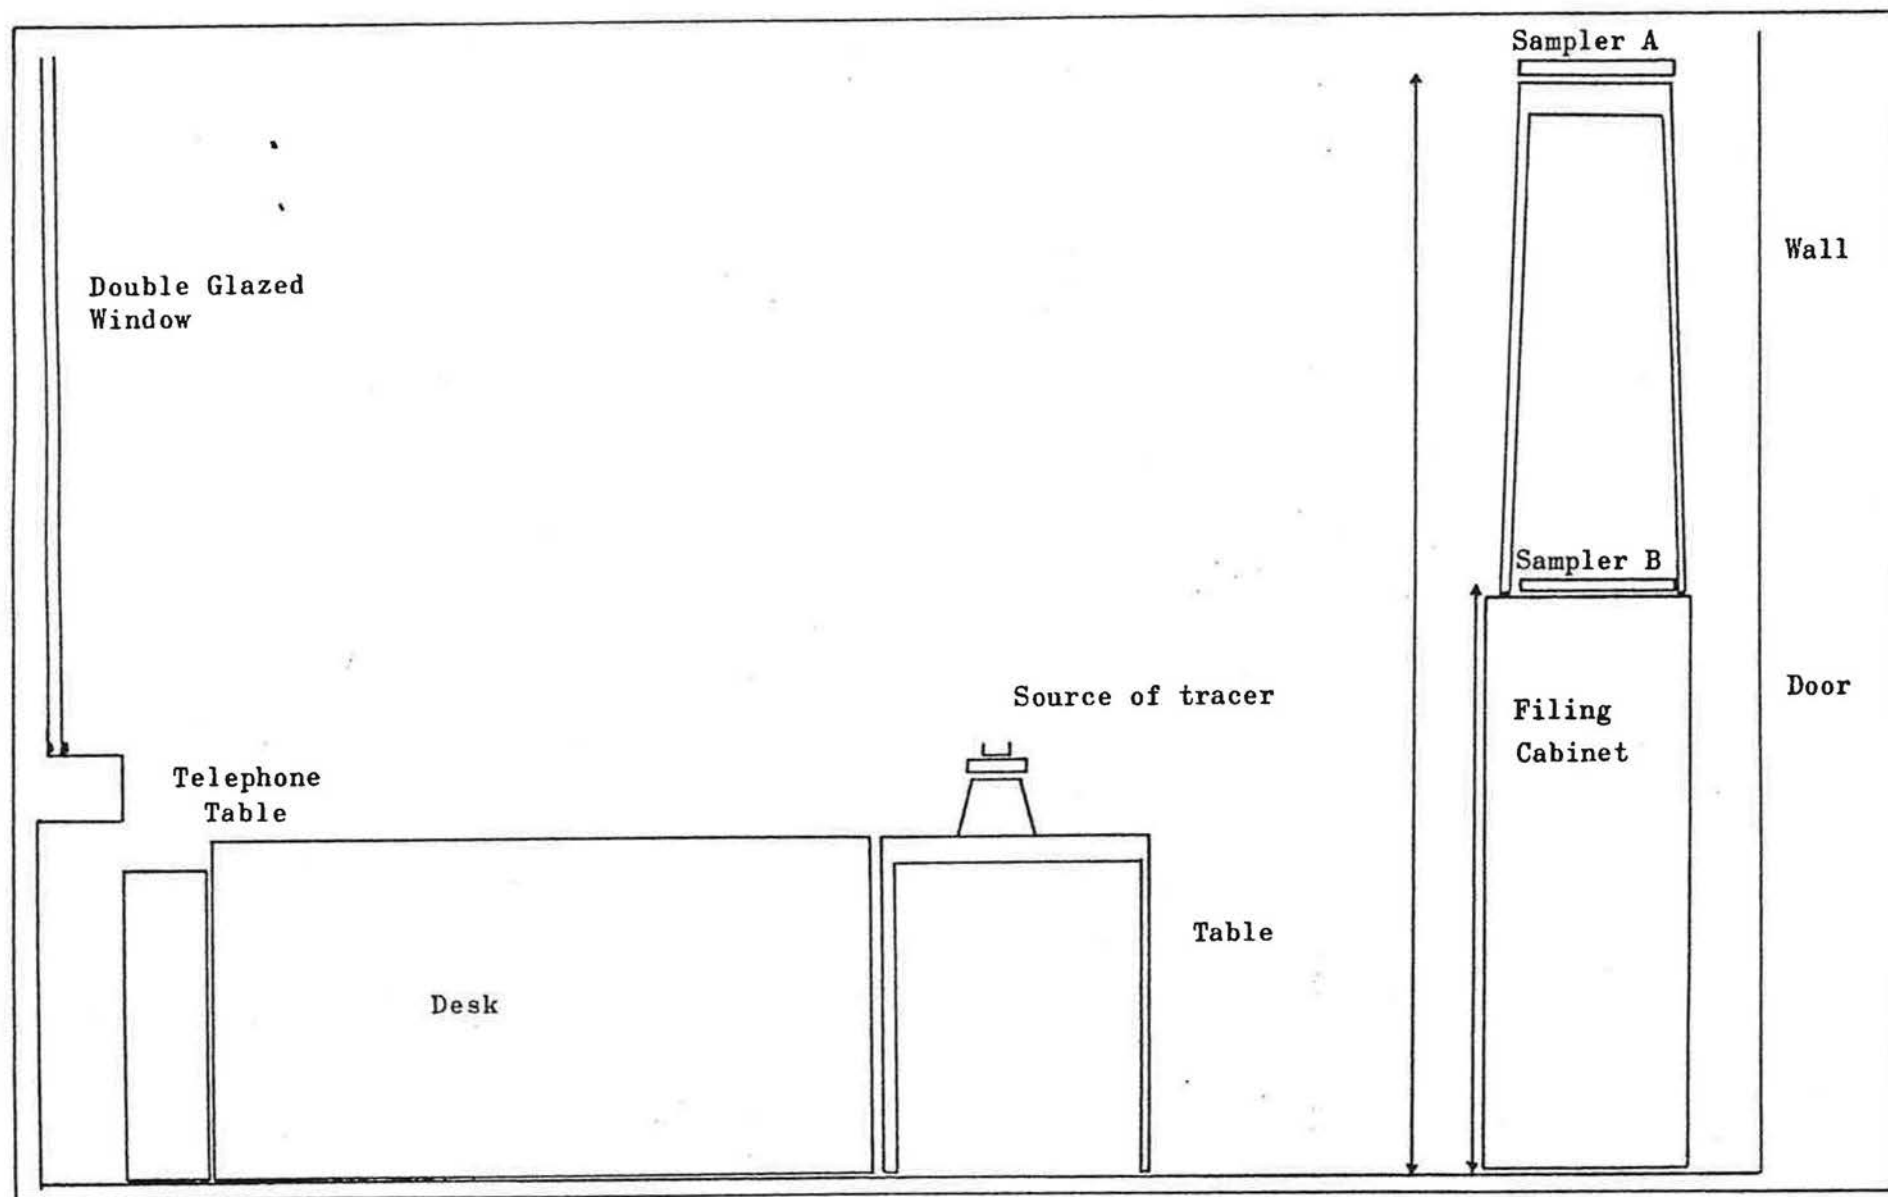 Sampler A
Wall
Double Glazed
Window
Sampler B
Source of tracer
Door
Filing
Cabinet
Telephone
Table
Table
Desk